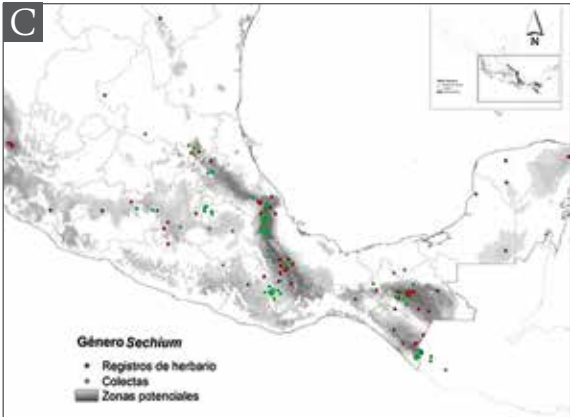 C
N
Género Sechium
Registros de herbario
Colectas
Zonas potenciales